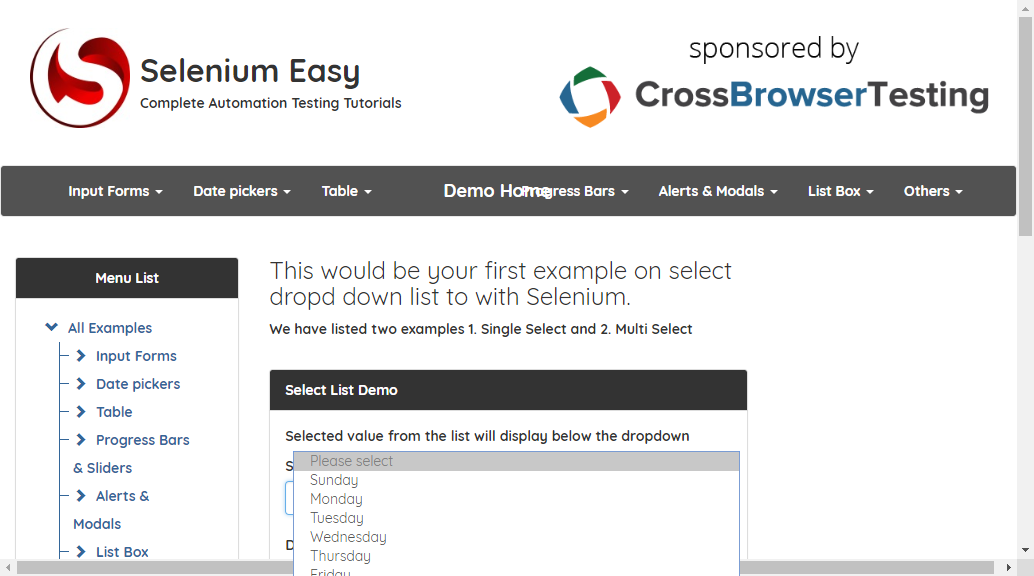 Selenium Easy
Complete Automation Testing Tutorials
sponsored by
CrossBrowserTesting
Input Forms
Date pickers
Table
Demo Home
Progress Bars
Alerts & Modals
List Box
Others
Menu List
All Examples
Input Forms
Date pickers
Table
Progress Bars
& Sliders
Alerts &
Modals
List Box
This would be your first example on select
dropd down list to with Selenium.
We have listed two examples 1. Single Select and 2. Multi Select
Select List Demo
Selected value from the list will display below the dropdown
S
Please select
Sunday
Monday
Tuesday
Wednesday
Thursday
Friday
D